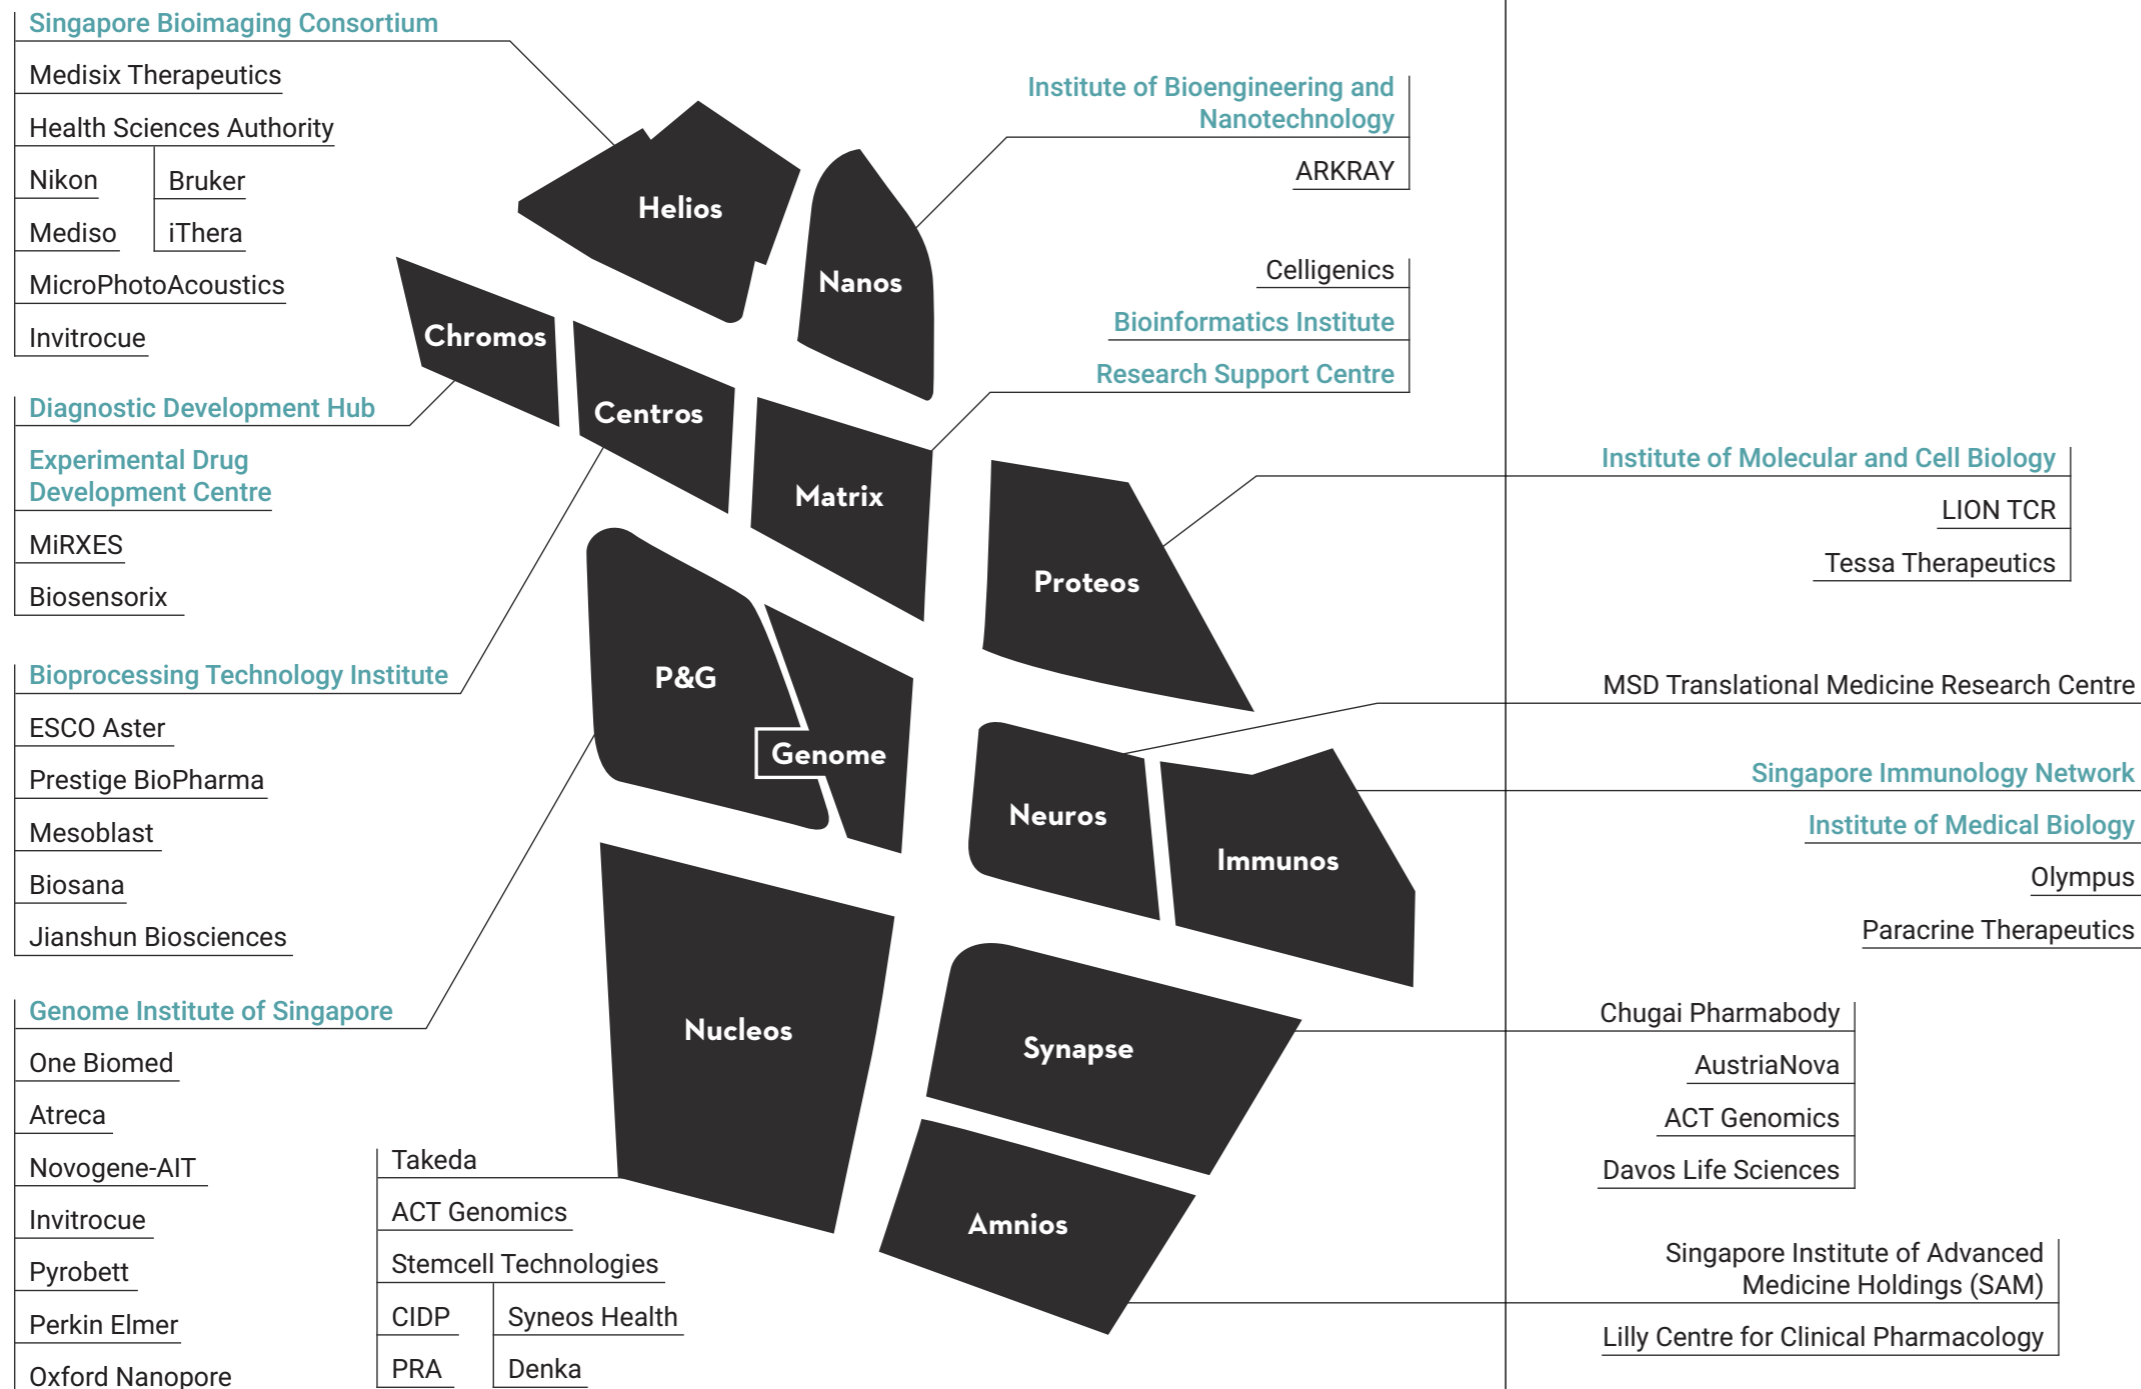 Singapore Bioimaging Consortium
Medisix Therapeutics
Health Sciences Authority
Nikon
Bruker
Mediso
iThera
MicroPhotoAcoustics
Invitrocue
Diagnostic Development Hub
Experimental Drug
Development Centre
MiRXES
Biosensorix
Bioprocessing Technology Institute
ESCO Aster
Prestige BioPharma
Mesoblast
Biosana
Jianshun Biosciences
Genome Institute of Singapore
One Biomed
Atreca
Novogene-AIT
Invitrocue
Pyrobett
Perkin Elmer
Oxford Nanopore
Takeda
ACT Genomics
Stemcell Technologies
CIDP
Syneos Health
PRA
Denka
Helios
Nanos
Chromos
Centros
Matrix
Proteos
P&G
Genome
Neuros
Immunos
Nucleos
Synapse
Amnios
Institute of Bioengineering and
Nanotechnology
ARKRAY
Celligenics
Bioinformatics Institute
Research Support Centre
Institute of Molecular and Cell Biology
LION TCR
Tessa Therapeutics
MSD Translational Medicine Research Centre
Singapore Immunology Network
Institute of Medical Biology
Olympus
Paracrine Therapeutics
Chugai Pharmabody
AustriaNova
ACT Genomics
Davos Life Sciences
Singapore Institute of Advanced
Medicine Holdings (SAM)
Lilly Centre for Clinical Pharmacology